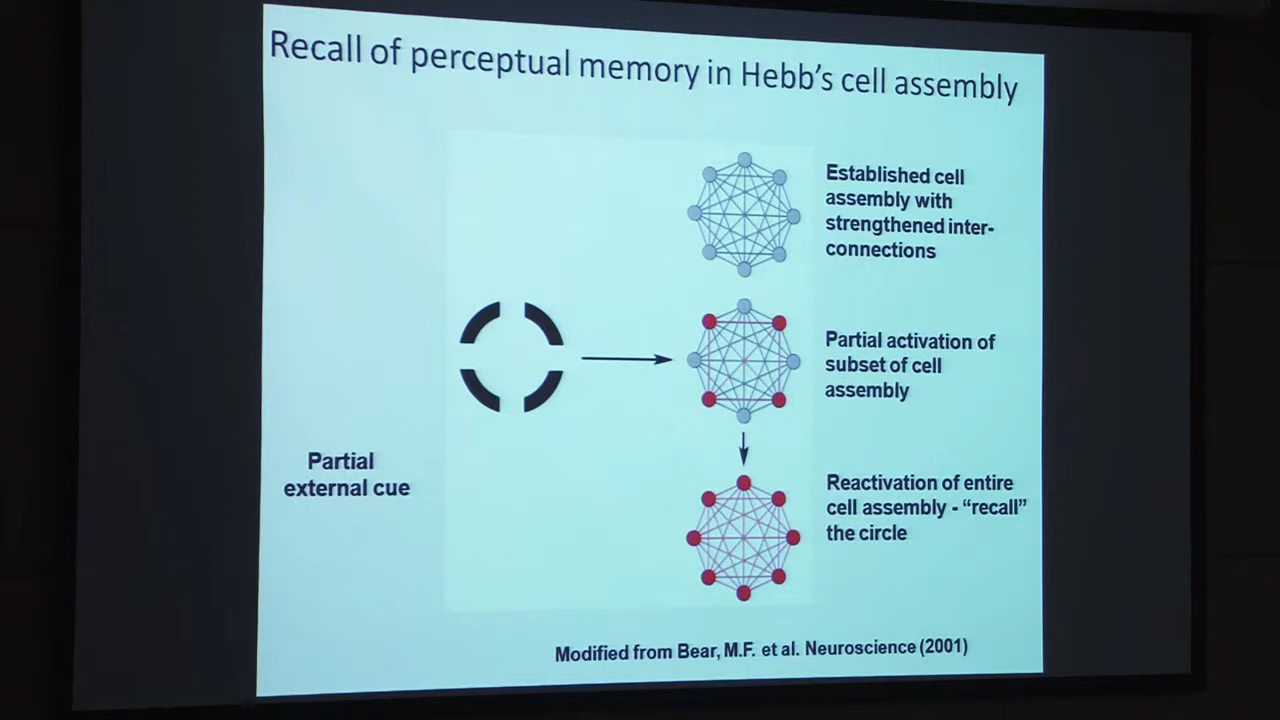 Recall of perceptual memory in Hebb's cell assembly
Established cell
assembly with
strengthened inter-
connections
Partial activation of
subset of cell
assembly
Partial
external cue
Reactivation of entire
cell assembly - “recall”
the circle
Modified from Bear, M.F. et al. Neuroscience (2001)